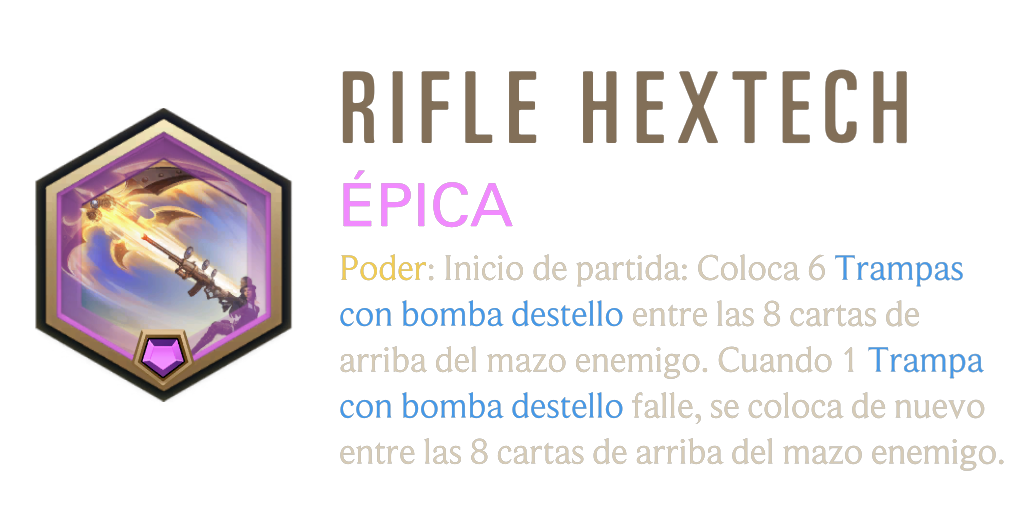 RIFLE HEXTECH
ÉPICA
Poder: Inicio de partida: Coloca 6 Trampas
con bomba destello entre las 8 cartas de
arriba del mazo enemigo. Cuando 1 Trampa
con bomba destello falle, se coloca de nuevo
entre las 8 cartas de arriba del mazo enemigo.